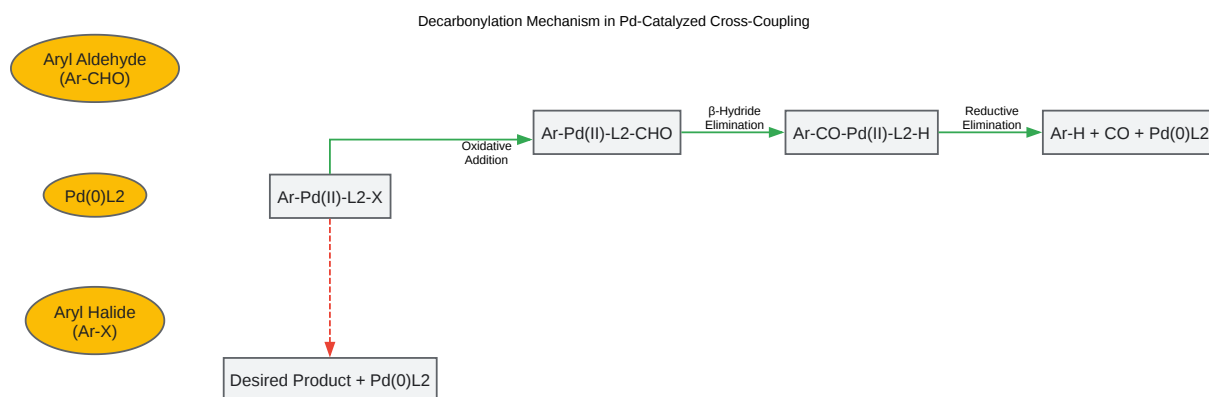 Decarbonylation Mechanism in Pd-Catalyzed Cross-Coupling
Aryl Aldehyde
(Ar-CHO)
Pd(0)L2
Aryl Halide
(Ar-X)
Ar-Pd(II)-L2-X
Oxidative
Addition
Ar-Pd(II)-L2-CHO
β-Hydride
Elimination
Ar-CO-Pd(II)-L2-H
Reductive
Elimination
Ar-H + CO + Pd(0)L2
Desired Product + Pd(0)L2